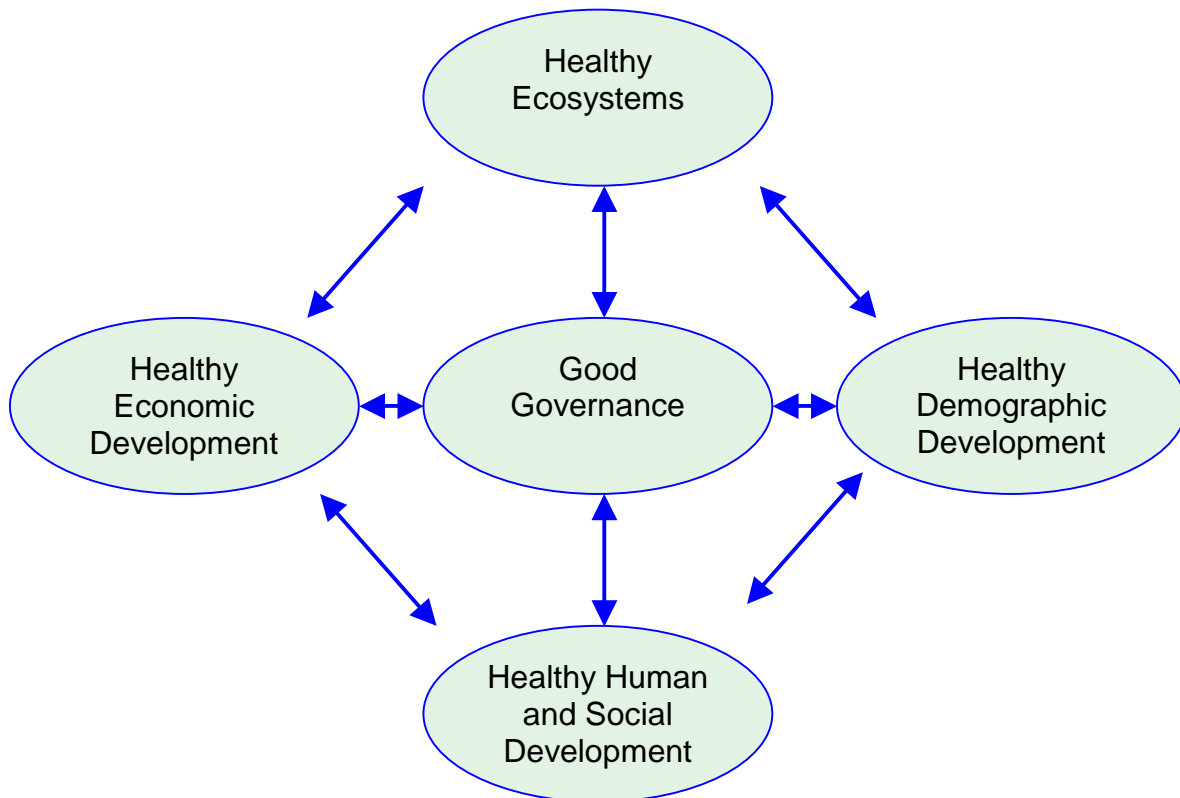 Healthy
Ecosystems
Healthy
Economic
Development
Good
Governance
Healthy
Demographic
Development
Healthy Human
and Social
Development